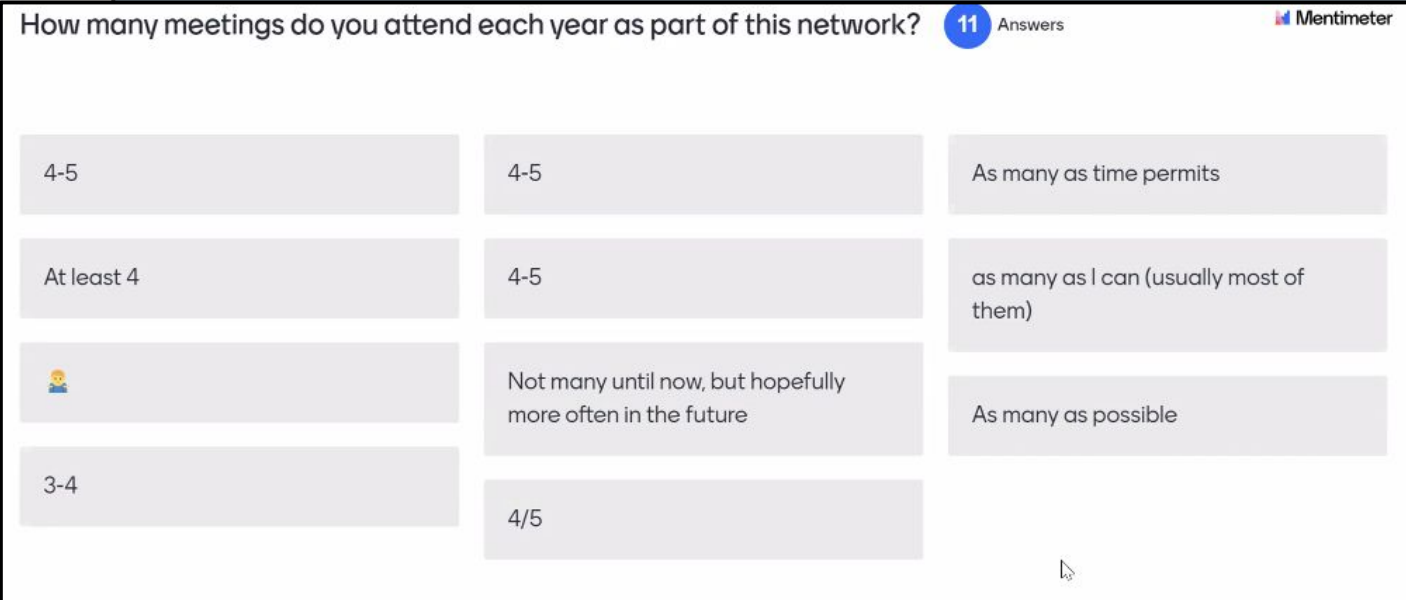 How many meetings do you attend each year as part of this network?
11 Answers
Mentimeter
4-5
At least 4
3-4
4-5
4-5
Not many until now, but hopefully
more often in the future
4/5
As many as time permits
as many as I can (usually most of
them)
As many as possible